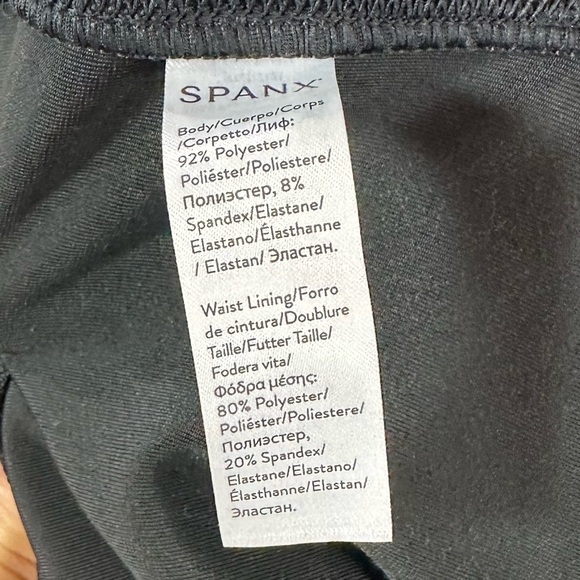 SPANX
Body/Cuerpo/Corps
/Corpetto/Лиф:
92% Polyester/
Poliéster/Poliestere/
Полиэстер, 8%
Spandex/Elastane/
Elastano/Élasthanne
/ Elastan/ Эластан.
Waist Lining/Forro
de cintura/Doublure
Taille/Futter Taille/
Fodera vita/
Φόδρα μέσης:
80% Polyester/
Poliéster/Poliestere/
Полиэстер,
20% Spandex/
Elastane/Elastano/
Élasthanne/Elastan/
Эластан.